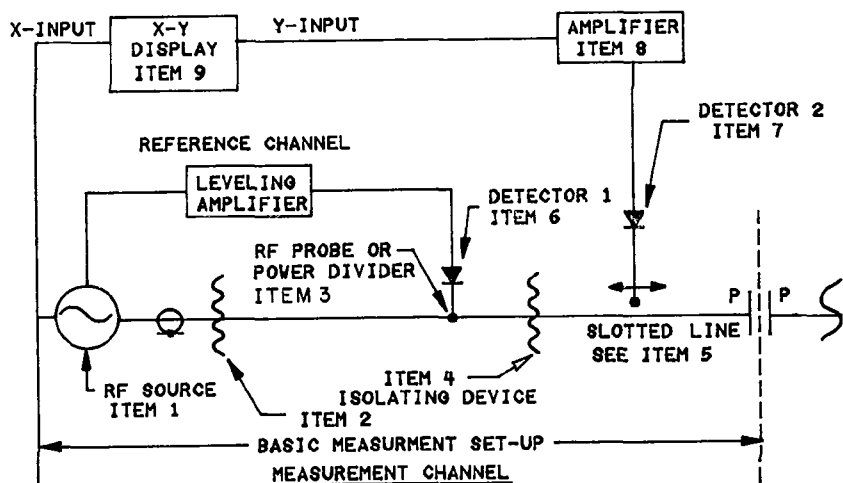 X-INPUT
X-Y
DISPLAY
ITEM 9
Y-INPUT
AMPLIFIER
ITEM 8
DETECTOR 2
ITEM 7
REFERENCE CHANNEL
LEVELING
AMPLIFIER
DETECTOR 1
ITEM 6
RF PROBE OR
POWER DIVIDER
ITEM 3
P P
SLOTTED LINE
SEE ITEM 5
ITEM 4
ISOLATING DEVICE
RF SOURCE
ITEM 1
ITEM 2
BASIC MEASURMENT SET-UP
MEASUREMENT CHANNEL